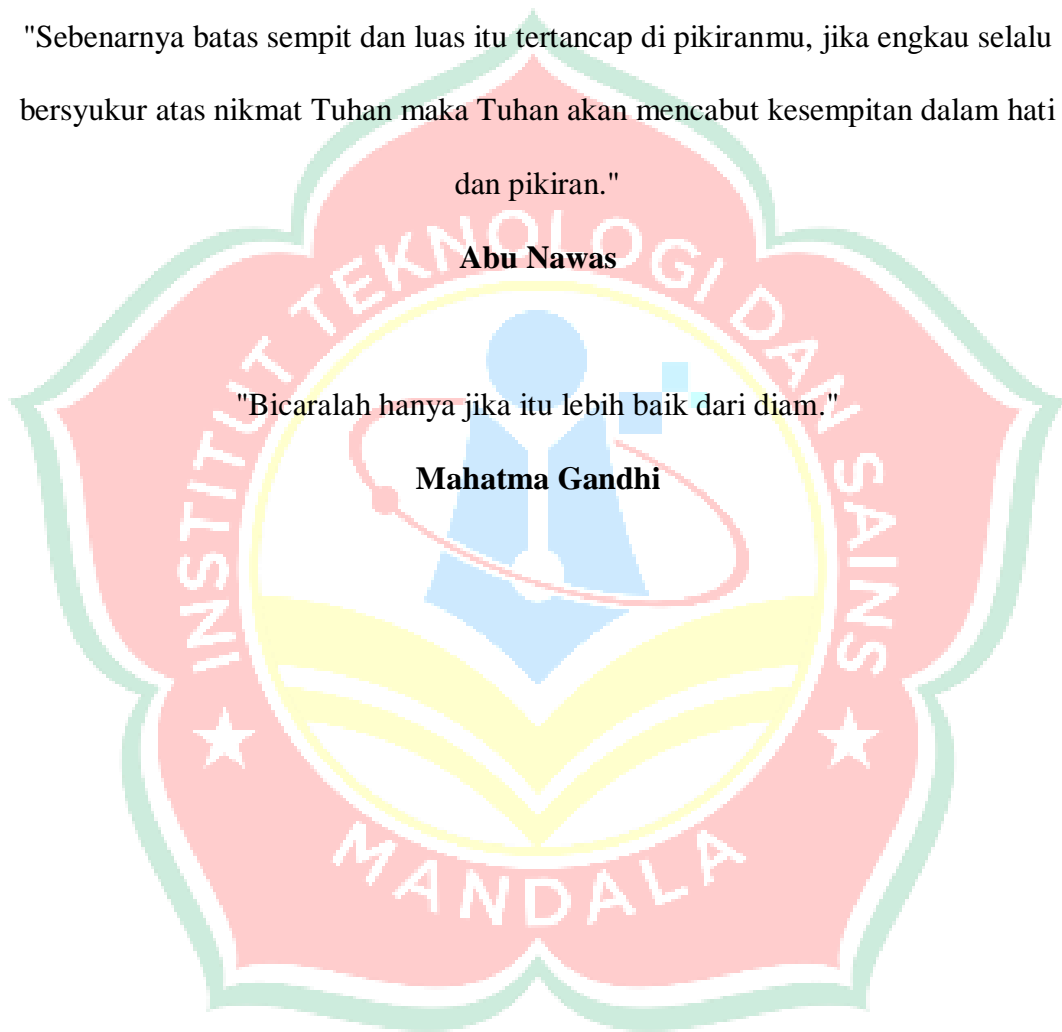 "Sebenarnya batas sempit dan luas itu tertancap di pikiranmu, jika engkau selalu
bersyukur atas nikmat Tuhan maka Tuhan akan mencabut kesempitan dalam hati
dan pikiran."
Abu Nawas
"Bicaralah hanya jika itu lebih baik dari diam."
Mahatma Gandhi
INSTITUT TEKNOLOGI DAN SAINS
MANDALA